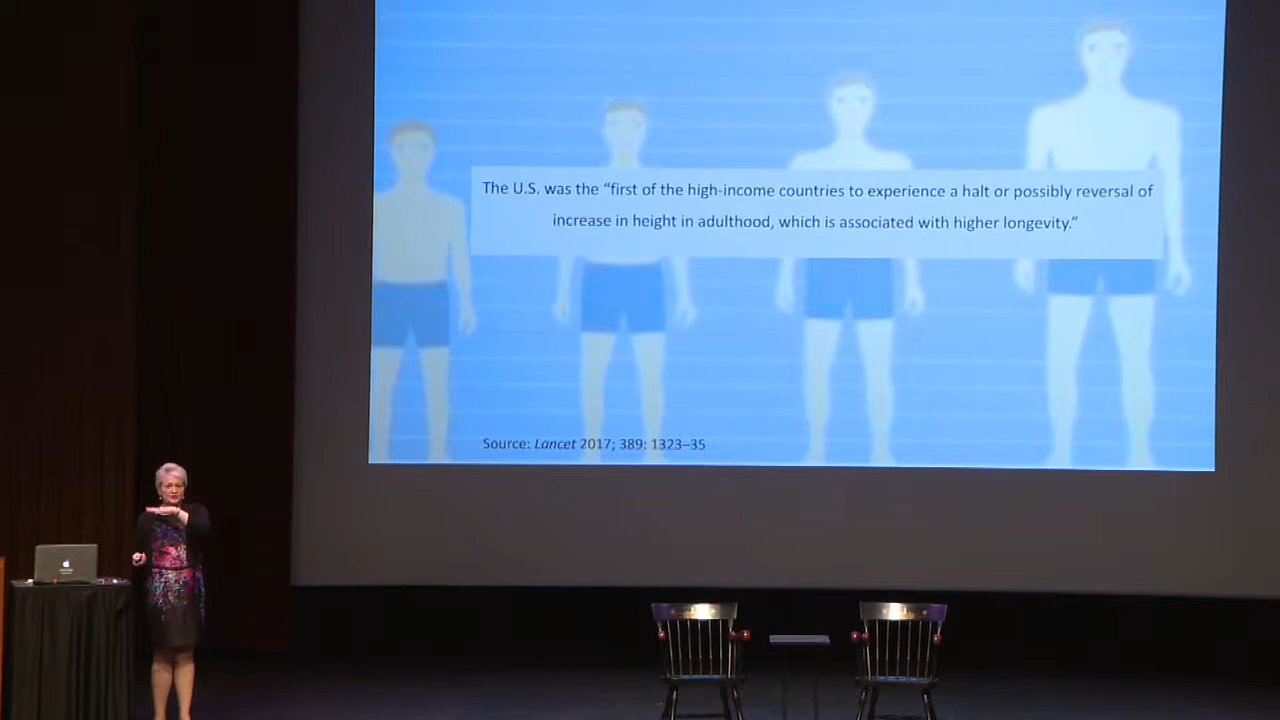 The U.S. was the “first of the high-income countries to experience a halt or possibly reversal of
increase in height in adulthood, which is associated with higher longevity.”
Source: Lancet 2017; 389: 1323–35